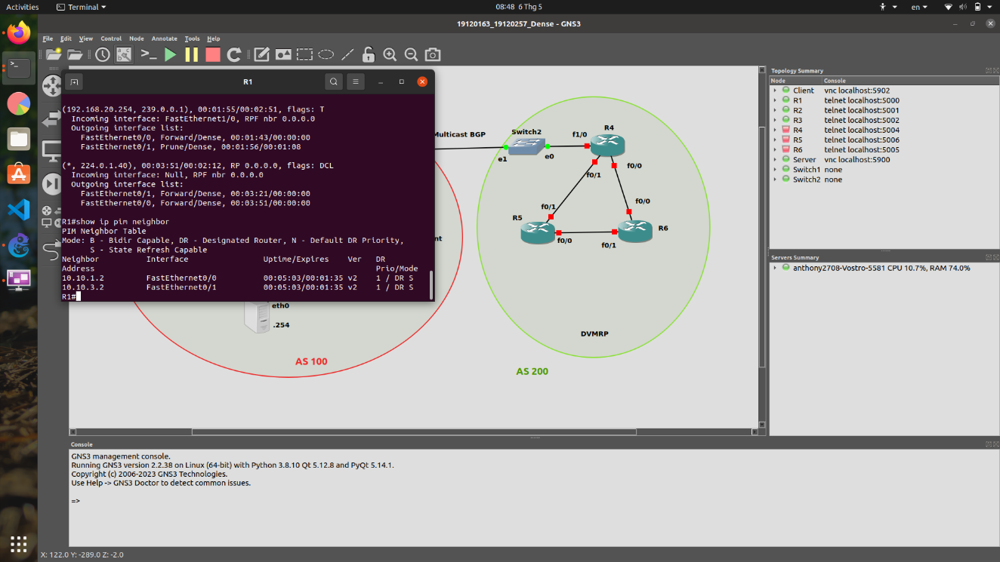 Activities
Terminal
08:48 6 Thg 5
en
19120163_19120257_Dense - GNS3
File Edit View Control Node Annotate Tools Help
R1
(192.168.20.254, 239.0.0.1), 00:01:55/00:02:51, flags: T
Incoming interface: FastEthernet1/0, RPF nbr 0.0.0.0
Outgoing interface list:
FastEthernet0/0, Forward/Dense, 00:01:43/00:00:00
FastEthernet0/1, Prune/Dense, 00:01:56/00:01:08
(*, 224.0.1.40), 00:03:51/00:02:12, RP 0.0.0.0, flags: DCL
Incoming interface: Null, RPF nbr 0.0.0.0
Outgoing interface list:
FastEthernet0/1, Forward/Dense, 00:03:21/00:00:00
FastEthernet0/0, Forward/Dense, 00:03:51/00:00:00
R1#show ip pim neighbor
PIM Neighbor Table
Mode: B - Bidir Capable, DR - Designated Router, N - Default DR Priority,
S - State Refresh Capable
Neighbor Interface Uptime/Expires Ver DR
Address Prio/Mode
10.10.1.2 FastEthernet0/0 00:05:03/00:01:35 v2 1 / DR S
10.10.3.2 FastEthernet0/1 00:05:03/00:01:35 v2 1 / DR S
R1#
Multicast BGP
Switch2
e1
e0
f1/0
R4
f0/1
f0/0
f0/1
f0/0
R5
R6
f0/0
f0/1
nt
eth0
.254
AS 100
DVMRP
AS 200
Topology Summary
Node Console
Client vnc localhost:5902
R1 telnet localhost:5000
R2 telnet localhost:5001
R3 telnet localhost:5002
R4 telnet localhost:5004
R5 telnet localhost:5006
R6 telnet localhost:5005
Server vnc localhost:5900
Switch1 none
Switch2 none
Servers Summary
anthony2708-Vostro-5581 CPU 10.7%, RAM 74.0%
Console
GNS3 management console.
Running GNS3 version 2.2.38 on Linux (64-bit) with Python 3.8.10 Qt 5.12.8 and PyQt 5.14.1.
Copyright (c) 2006-2023 GNS3 Technologies.
Use Help -> GNS3 Doctor to detect common issues.
=>
X: 122.0 Y: -289.0 Z: -2.0